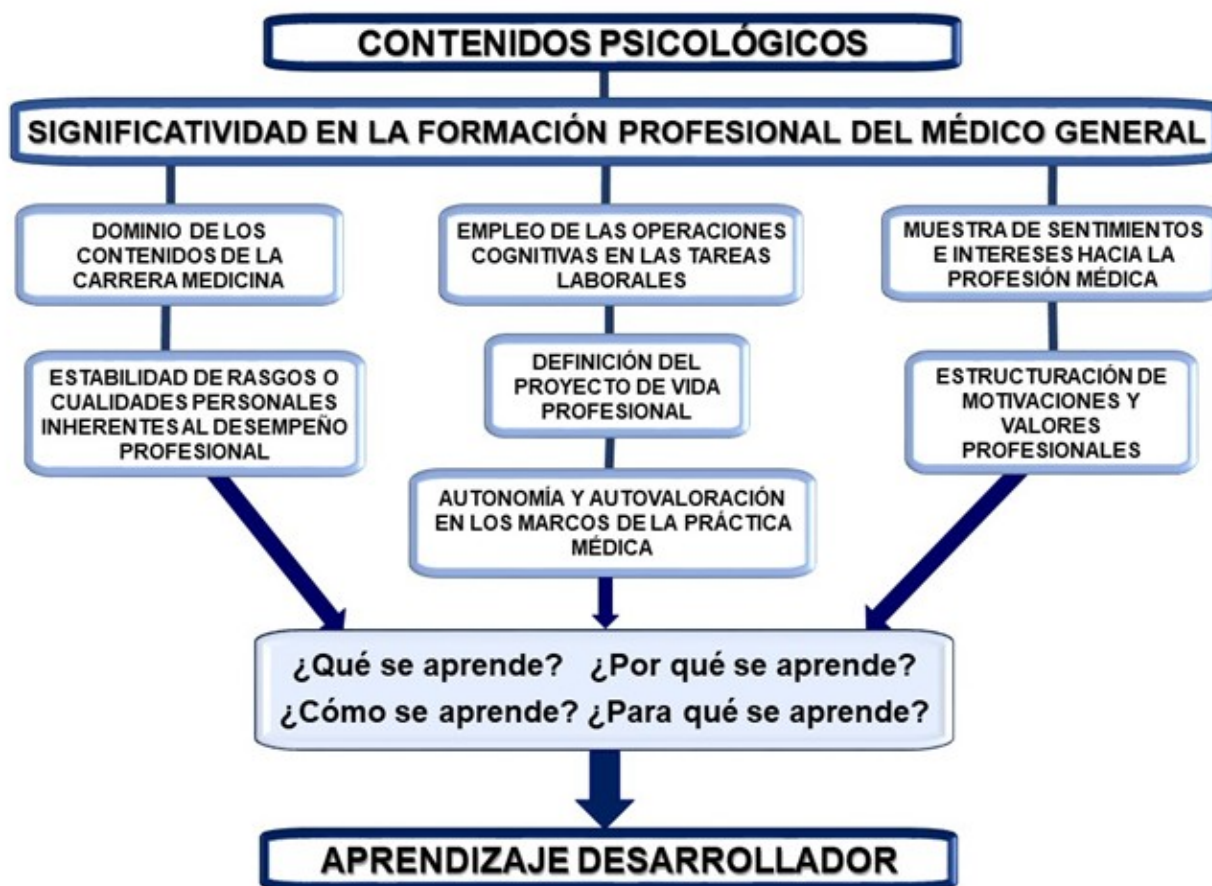 CONTENIDOS PSICOLÓGICOS
SIGNIFICATIVIDAD EN LA FORMACIÓN PROFESIONAL DEL MÉDICO GENERAL
DOMINIO DE LOS
CONTENIDOS DE LA
CARRERA MEDICINA
EMPLEO DE LAS OPERACIONES
COGNITIVAS EN LAS TAREAS
LABORALES
MUESTRA DE SENTIMIENTOS
E INTERESES HACIA LA
PROFESIÓN MÉDICA
ESTABILIDAD DE RASGOS O
CUALIDADES PERSONALES
INHERENTES AL DESEMPEÑO
PROFESIONAL
DEFINICIÓN DEL
PROYECTO DE VIDA
PROFESIONAL
ESTRUCTURACIÓN DE
MOTIVACIONES Y
VALORES
PROFESIONALES
AUTONOMÍA Y AUTOVALORACIÓN
EN LOS MARCOS DE LA PRÁCTICA
MÉDICA
¿Qué se aprende? ¿Por qué se aprende?
¿Cómo se aprende? ¿Para qué se aprende?
APRENDIZAJE DESARROLLADOR